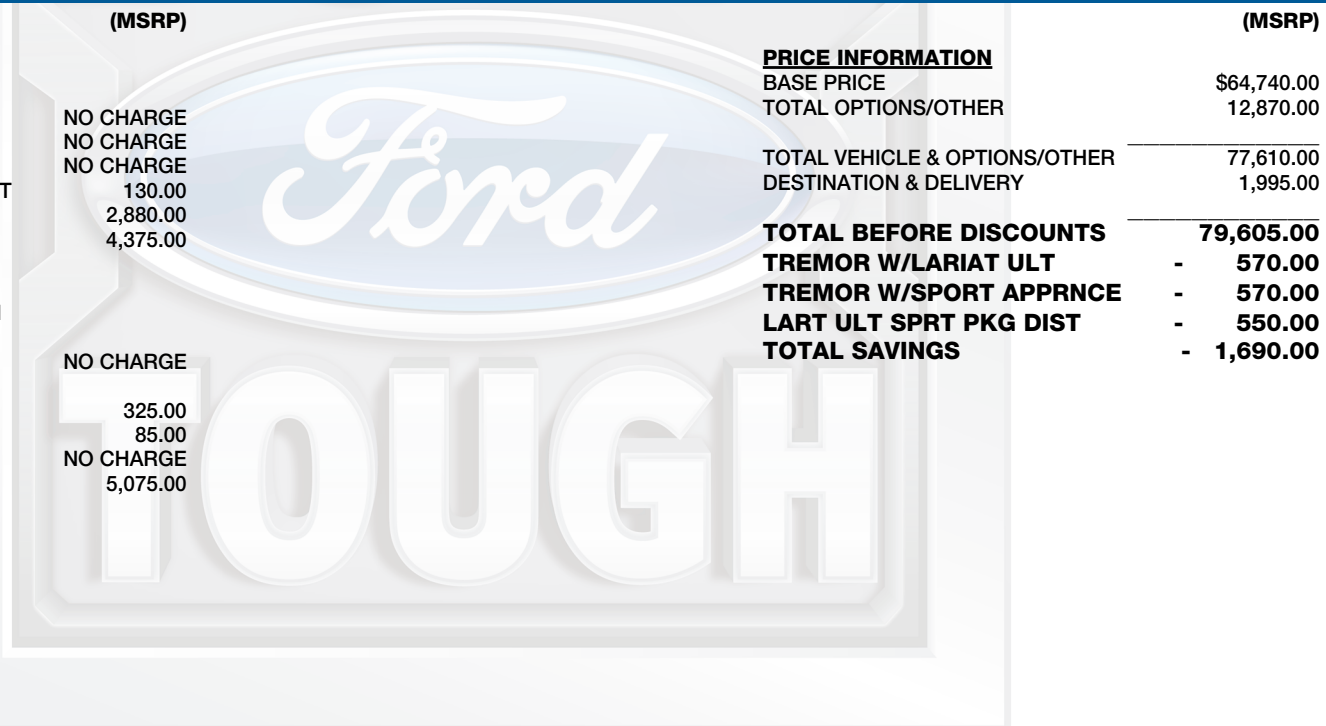 (MSRP)
NO CHARGE
NO CHARGE
NO CHARGE
T 130.00
2,880.00
4,375.00
NO CHARGE
325.00
85.00
NO CHARGE
5,075.00
Ford
TOUGH
(MSRP)
PRICE INFORMATION
BASE PRICE $64,740.00
TOTAL OPTIONS/OTHER 12,870.00
TOTAL VEHICLE & OPTIONS/OTHER 77,610.00
DESTINATION & DELIVERY 1,995.00
TOTAL BEFORE DISCOUNTS 79,605.00
TREMOR W/LARIAT ULT - 570.00
TREMOR W/SPORT APPRNCE - 570.00
LART ULT SPRT PKG DIST - 550.00
TOTAL SAVINGS - 1,690.00